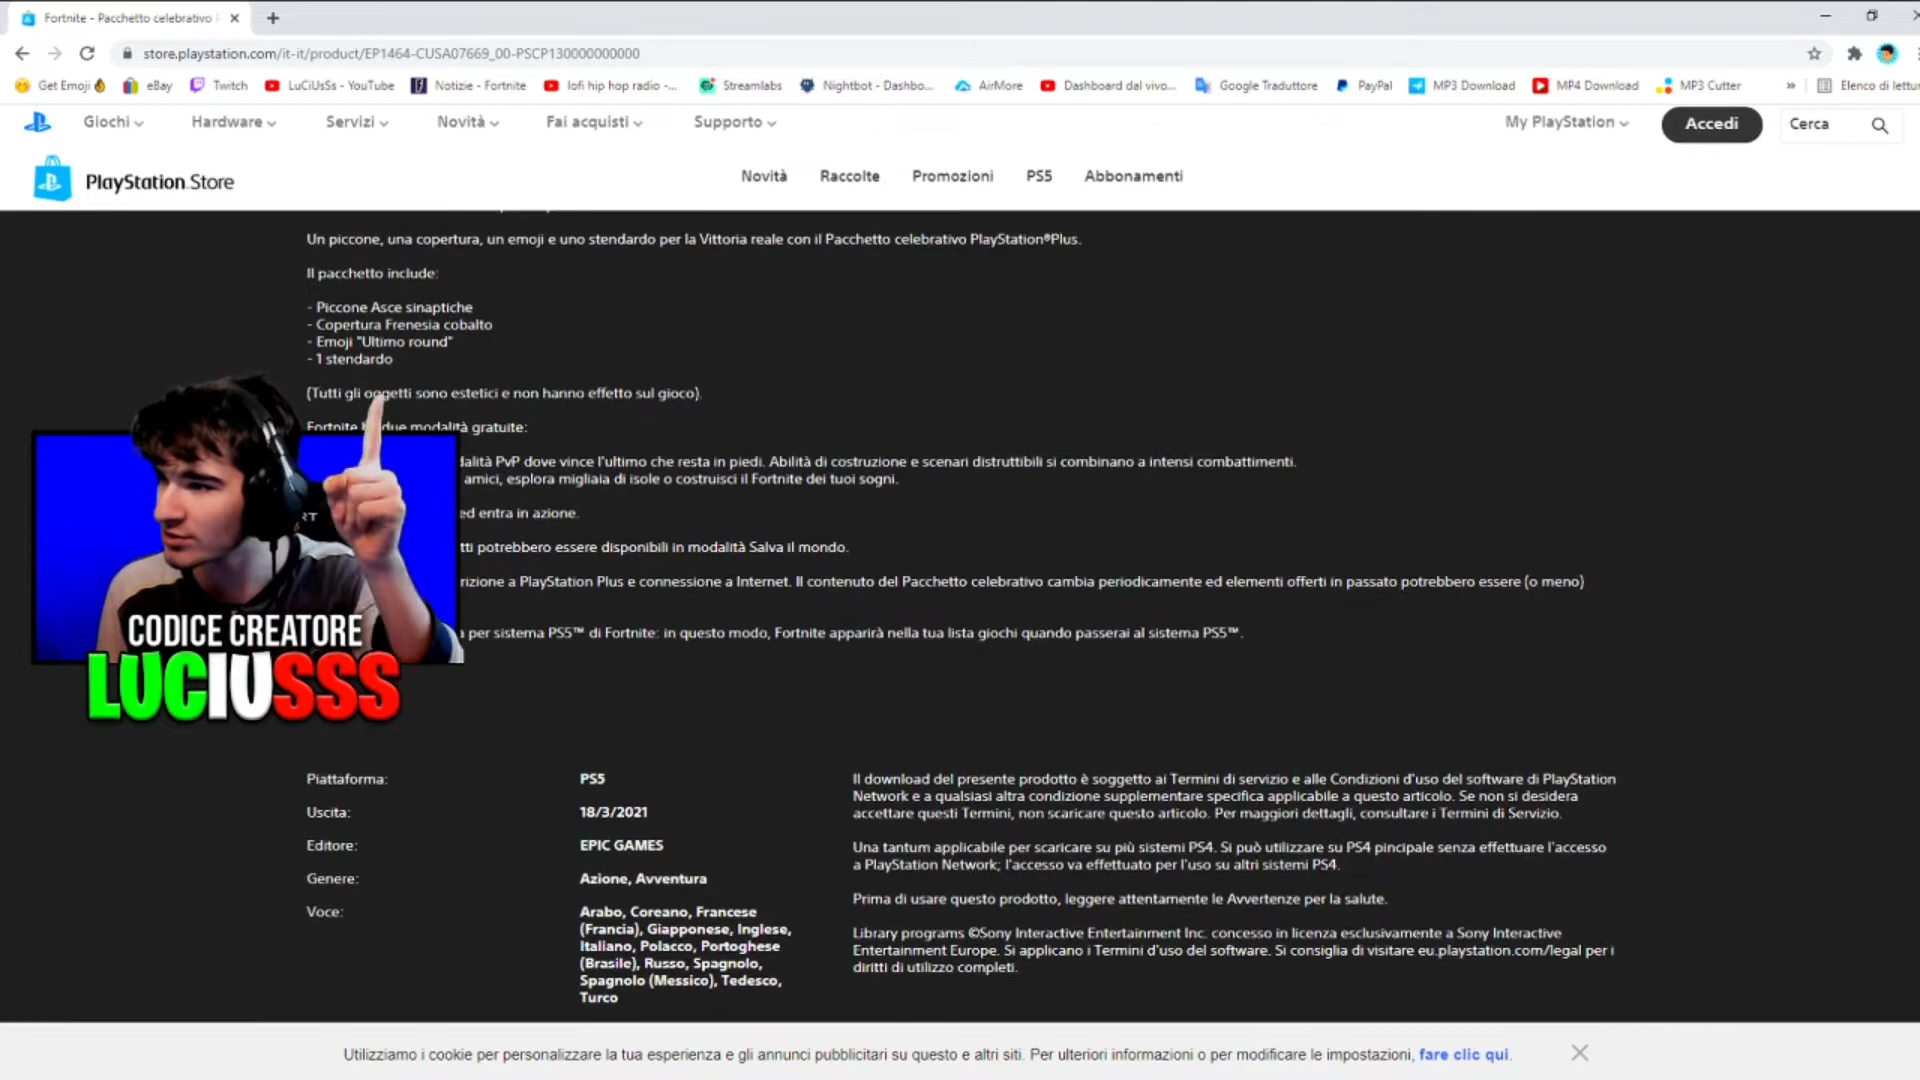 Fortnite - Pacchetto celebrativo
store.playstation.com/it-it/product/EP1464-CUSA07669_00-PSCP130000000000
Get Emoji
eBay
Twitch
LuCiUsSs - YouTube
Notizie - Fortnite
lofi hip hop radio -...
Streamlabs
Nightbot - Dashbo...
AirMore
Dashboard dal vivo...
Google Traduttore
PayPal
MP3 Download
MP4 Download
MP3 Cutter
»
Elenco di lettur
Giochi
Hardware
Servizi
Novità
Fai acquisti
Supporto
My PlayStation
Accedi
Cerca
PlayStation Store
Novità
Raccolte
Promozioni
PS5
Abbonamenti
Un piccone, una copertura, un emoji e uno stendardo per la Vittoria reale con il Pacchetto celebrativo PlayStation®Plus.
Il pacchetto include:
- Piccone Asce sinaptiche
- Copertura Frenesia cobalto
- Emoji "Ultimo round"
- 1 stendardo
(Tutti gli oggetti sono estetici e non hanno effetto sul gioco).
Fortnite due modalità gratuite:
dalità PvP dove vince l'ultimo che resta in piedi. Abilità di costruzione e scenari distruttibili si combinano a intensi combattimenti.
amici, esplora migliaia di isole o costruisci il Fortnite dei tuoi sogni.
ed entra in azione.
tti potrebbero essere disponibili in modalità Salva il mondo.
rizione a PlayStation Plus e connessione a Internet. Il contenuto del Pacchetto celebrativo cambia periodicamente ed elementi offerti in passato potrebbero essere (o meno)
per sistema PS5™ di Fortnite: in questo modo, Fortnite apparirà nella tua lista giochi quando passerai al sistema PS5™.
CODICE CREATORE
LUCIUSSS
Piattaforma:
PS5
Uscita:
18/3/2021
Editore:
EPIC GAMES
Genere:
Azione, Avventura
Voce:
Arabo, Coreano, Francese
(Francia), Giapponese, Inglese,
Italiano, Polacco, Portoghese
(Brasile), Russo, Spagnolo,
Spagnolo (Messico), Tedesco,
Turco
Il download del presente prodotto è soggetto ai Termini di servizio e alle Condizioni d'uso del software di PlayStation
Network e a qualsiasi altra condizione supplementare specifica applicabile a questo articolo. Se non si desidera
accettare questi Termini, non scaricare questo articolo. Per maggiori dettagli, consultare i Termini di Servizio.
Una tantum applicabile per scaricare su più sistemi PS4. Si può utilizzare su PS4 pincipale senza effettuare l'accesso
a PlayStation Network; l'accesso va effettuato per l'uso su altri sistemi PS4.
Prima di usare questo prodotto, leggere attentamente le Avvertenze per la salute.
Library programs ©Sony Interactive Entertainment Inc. concesso in licenza esclusivamente a Sony Interactive
Entertainment Europe. Si applicano i Termini d'uso del software. Si consiglia di visitare eu.playstation.com/legal per i
diritti di utilizzo completi.
Utilizziamo i cookie per personalizzare la tua esperienza e gli annunci pubblicitari su questo e altri siti. Per ulteriori informazioni o per modificare le impostazioni, fare clic qui.